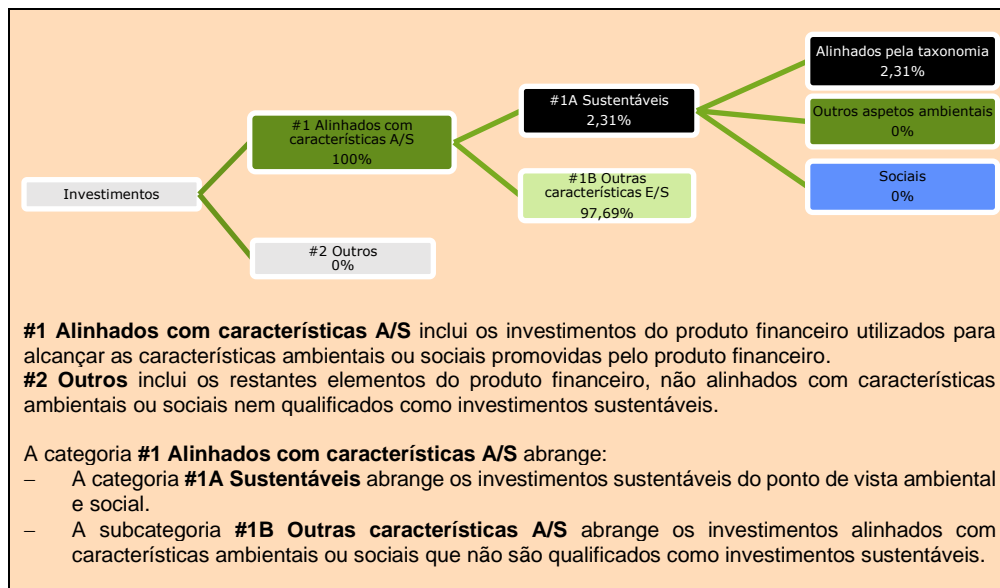 Alinhados pela taxonomia
2,31%
#1A Sustentáveis
2,31%
Outros aspetos ambientais
0%
#1 Alinhados com
características A/S
100%
Sociais
0%
#1B Outras
características E/S
97,69%
Investimentos
#2 Outros
0%
#1 Alinhados com características A/S inclui os investimentos do produto financeiro utilizados para
alcançar as características ambientais ou sociais promovidas pelo produto financeiro.
#2 Outros inclui os restantes elementos do produto financeiro, não alinhados com características
ambientais ou sociais nem qualificados como investimentos sustentáveis.
A categoria #1 Alinhados com características A/S abrange:
– A categoria #1A Sustentáveis abrange os investimentos sustentáveis do ponto de vista ambiental
e social.
– A subcategoria #1B Outras características A/S abrange os investimentos alinhados com
características ambientais ou sociais que não são qualificados como investimentos sustentáveis.